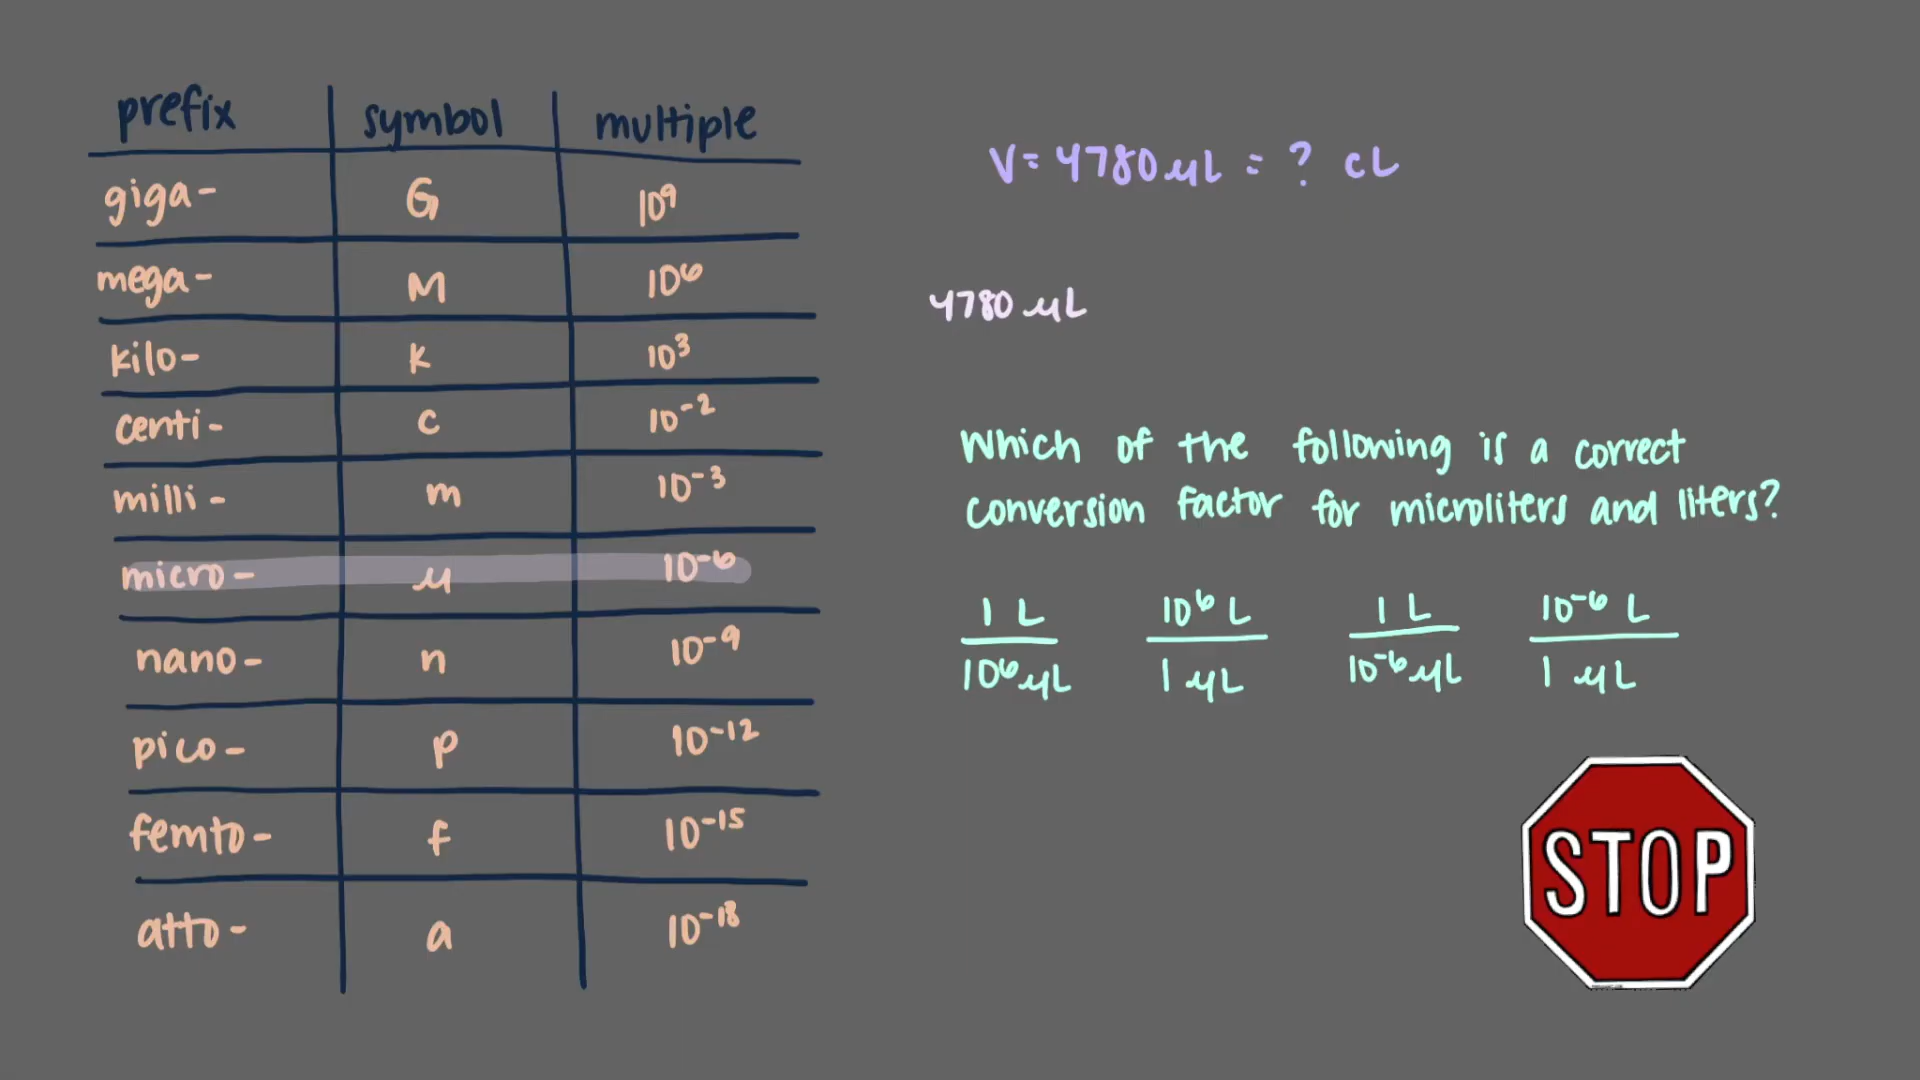 prefix symbol multiple
giga- G 10⁹
mega- M 10⁶
kilo- k 10³
centi- c 10⁻²
milli- m 10⁻³
micro- μ 10⁻⁶
nano- n 10⁻⁹
pico- p 10⁻¹²
femto- f 10⁻¹⁵
atto- a 10⁻¹⁸
V= 4780 μL = ? cL
4780 μL
Which of the following is a correct
conversion factor for microliters and liters?
1 L 10⁶ L 1 L 10⁻⁶ L
10⁶ μL 1 μL 10⁻⁶ μL 1 μL
STOP